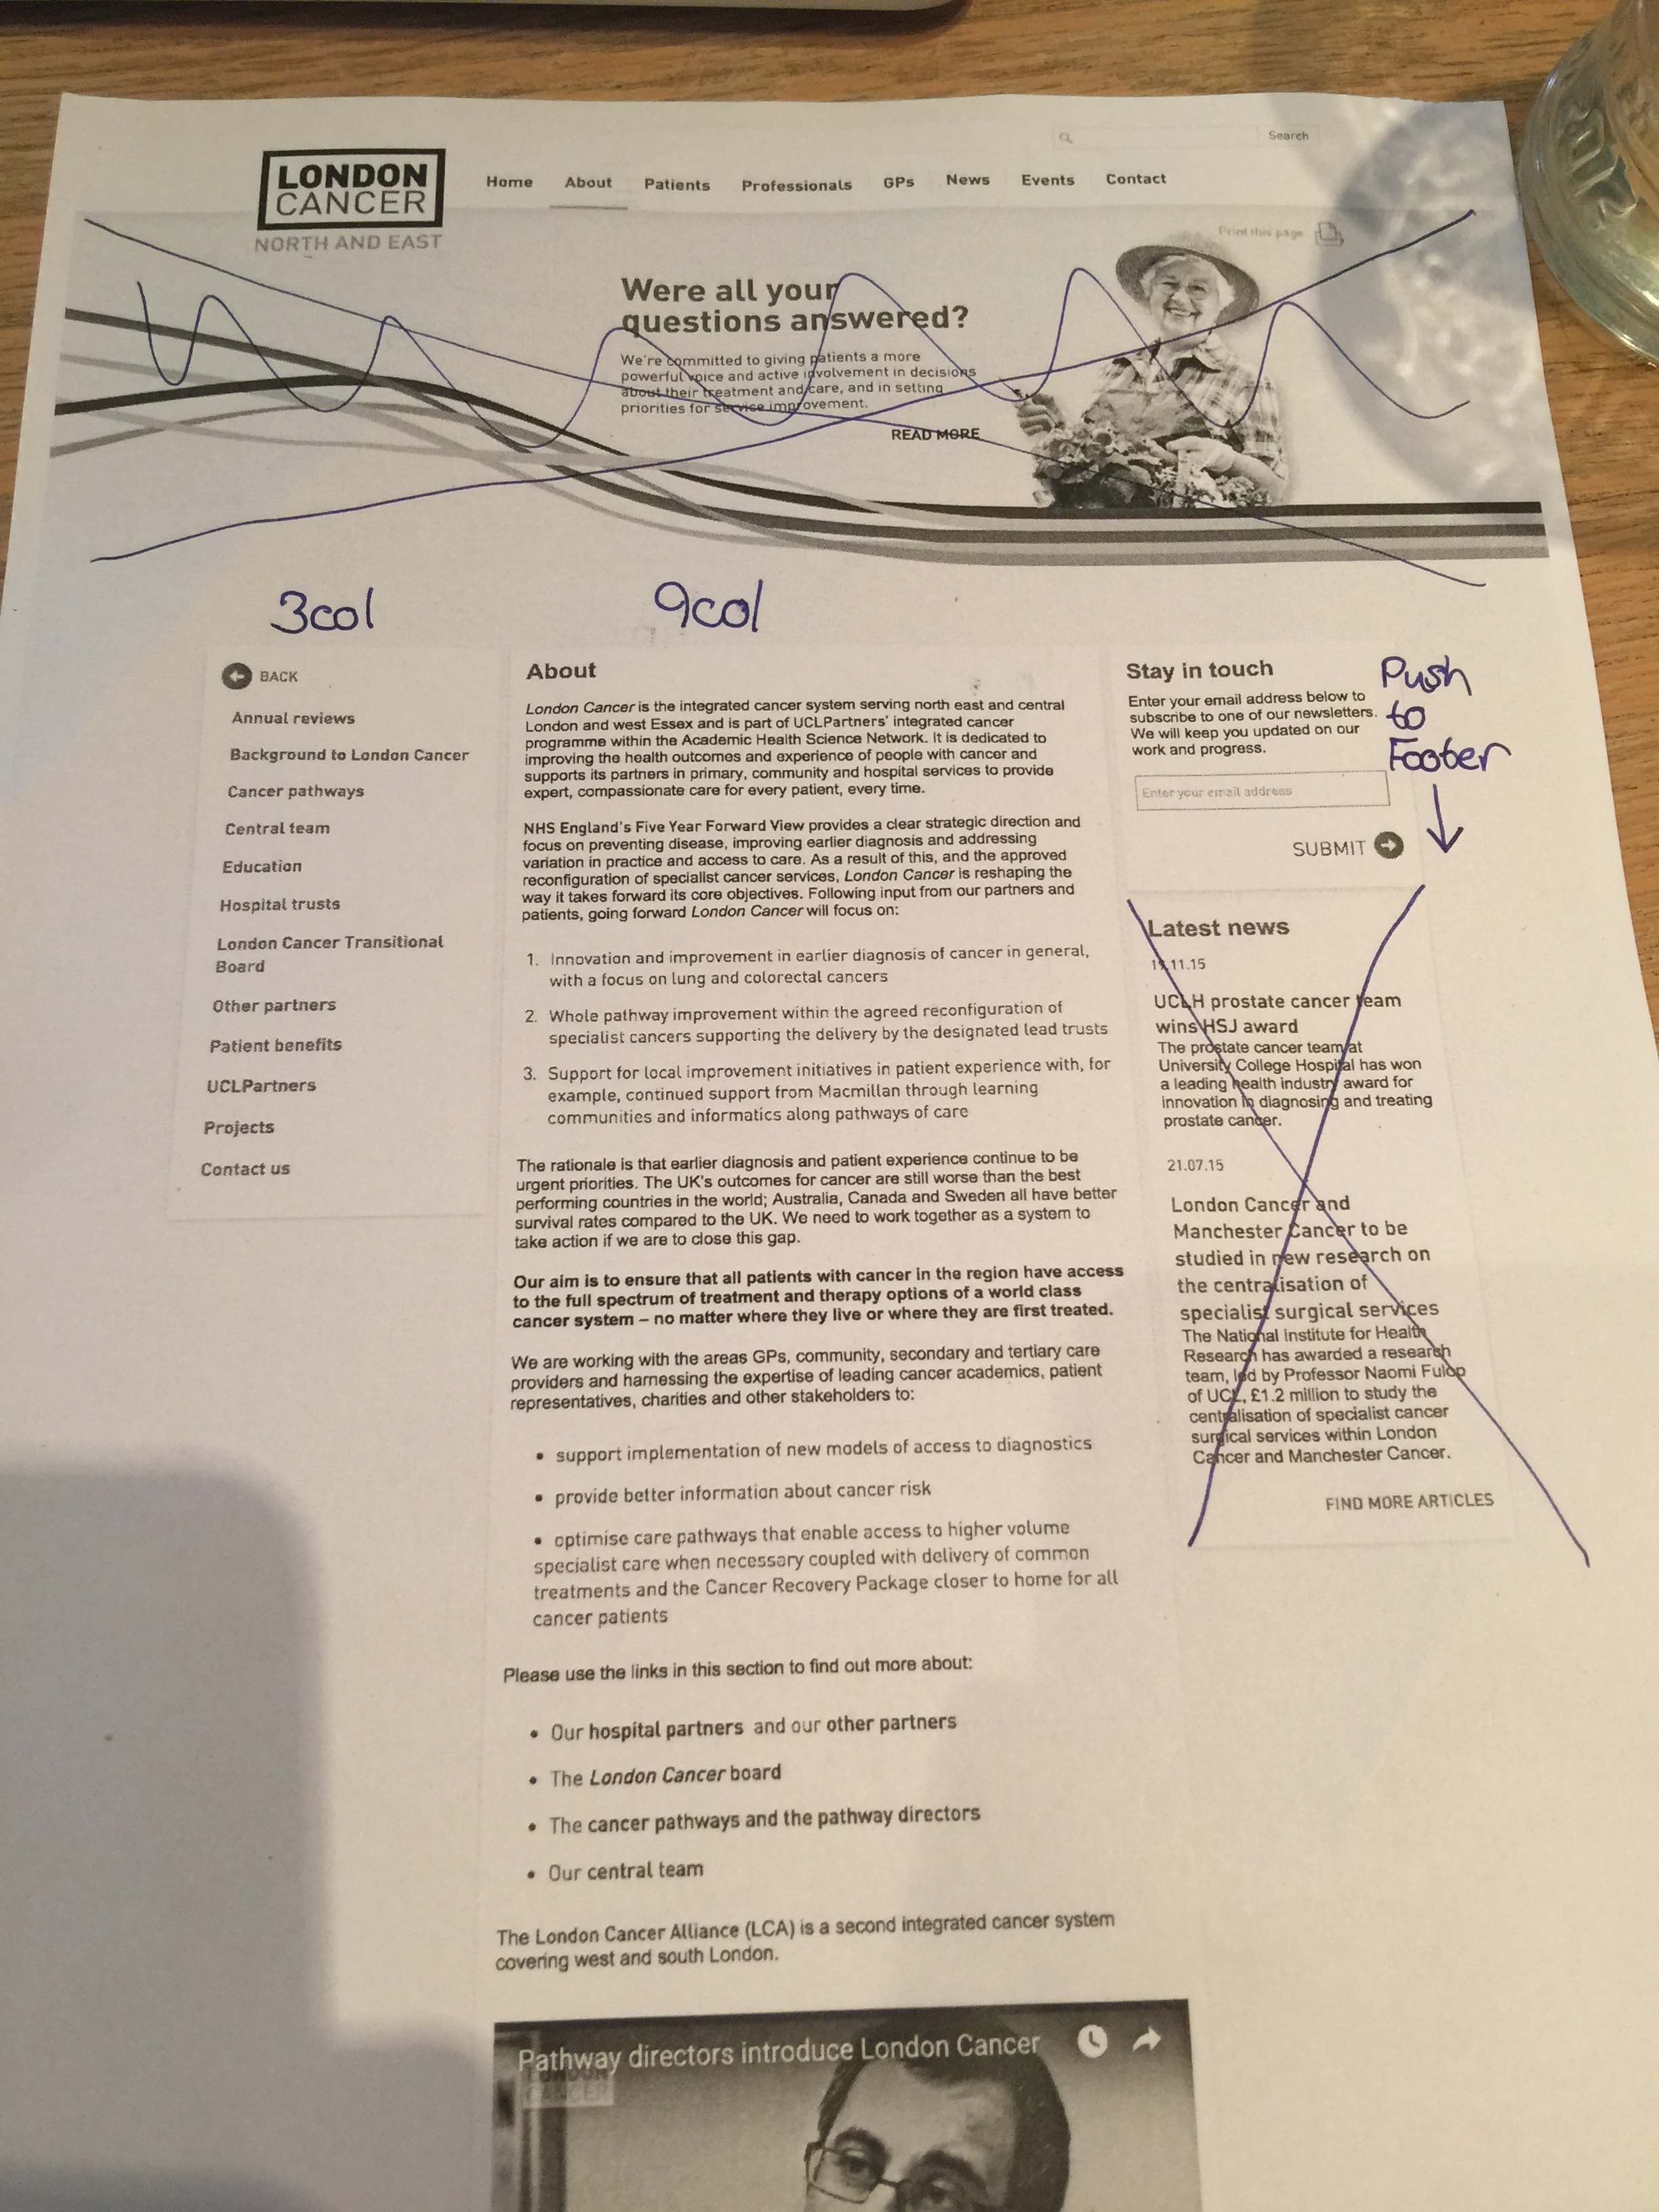 Search
LONDON
CANCER
NORTH AND EAST
Home About Patients Professionals GPs News Events Contact
Print this page
Were all your
questions answered?
We're committed to giving patients a more
powerful voice and active involvement in decisions
about their treatment and care, and in setting
priorities for service improvement.
READ MORE
3col
9col
BACK
Annual reviews
Background to London Cancer
Cancer pathways
Central team
Education
Hospital trusts
London Cancer Transitional
Board
Other partners
Patient benefits
UCLPartners
Projects
Contact us
About
London Cancer is the integrated cancer system serving north east and central
London and west Essex and is part of UCLPartners' integrated cancer
programme within the Academic Health Science Network. It is dedicated to
improving the health outcomes and experience of people with cancer and
supports its partners in primary, community and hospital services to provide
expert, compassionate care for every patient, every time.
NHS England's Five Year Forward View provides a clear strategic direction and
focus on preventing disease, improving earlier diagnosis and addressing
variation in practice and access to care. As a result of this, and the approved
reconfiguration of specialist cancer services, London Cancer is reshaping the
way it takes forward its core objectives. Following input from our partners and
patients, going forward London Cancer will focus on:
1. Innovation and improvement in earlier diagnosis of cancer in general,
with a focus on lung and colorectal cancers
2. Whole pathway improvement within the agreed reconfiguration of
specialist cancers supporting the delivery by the designated lead trusts
3. Support for local improvement initiatives in patient experience with, for
example, continued support from Macmillan through learning
communities and informatics along pathways of care
The rationale is that earlier diagnosis and patient experience continue to be
urgent priorities. The UK's outcomes for cancer are still worse than the best
performing countries in the world; Australia, Canada and Sweden all have better
survival rates compared to the UK. We need to work together as a system to
take action if we are to close this gap.
Our aim is to ensure that all patients with cancer in the region have access
to the full spectrum of treatment and therapy options of a world class
cancer system – no matter where they live or where they are first treated.
We are working with the areas GPs, community, secondary and tertiary care
providers and harnessing the expertise of leading cancer academics, patient
representatives, charities and other stakeholders to:
• support implementation of new models of access to diagnostics
• provide better information about cancer risk
• optimise care pathways that enable access to higher volume
specialist care when necessary coupled with delivery of common
treatments and the Cancer Recovery Package closer to home for all
cancer patients
Please use the links in this section to find out more about:
• Our hospital partners and our other partners
• The London Cancer board
• The cancer pathways and the pathway directors
• Our central team
The London Cancer Alliance (LCA) is a second integrated cancer system
covering west and south London.
Pathway directors introduce London Cancer
LONDON
CANCER
Stay in touch
Enter your email address below to
subscribe to one of our newsletters.
We will keep you updated on our
work and progress.
Enter your email address
SUBMIT
Push
to
Footer
Latest news
19.11.15
UCLH prostate cancer team
wins HSJ award
The prostate cancer team at
University College Hospital has won
a leading health industry award for
innovation in diagnosing and treating
prostate cancer.
21.07.15
London Cancer and
Manchester Cancer to be
studied in new research on
the centralisation of
specialist surgical services
The National Institute for Health
Research has awarded a research
team, led by Professor Naomi Fulop
of UCL, £1.2 million to study the
centralisation of specialist cancer
surgical services within London
Cancer and Manchester Cancer.
FIND MORE ARTICLES